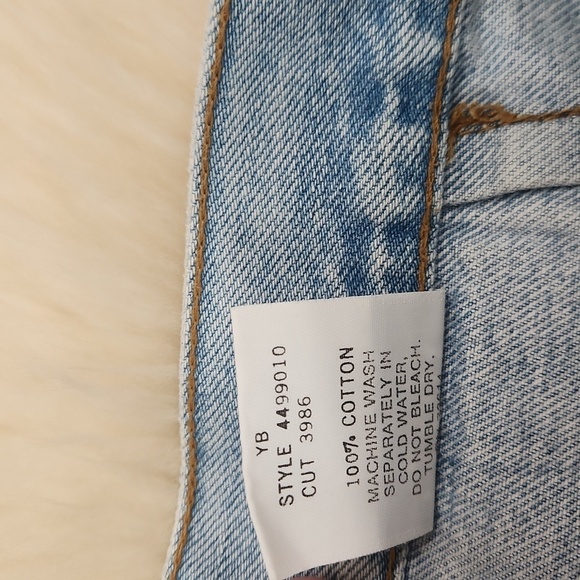 YB
STYLE 4499010
CUT 3986
100% COTTON
MACHINE WASH
SEPARATELY IN
COLD WATER,
DO NOT BLEACH.
TUMBLE DRY,